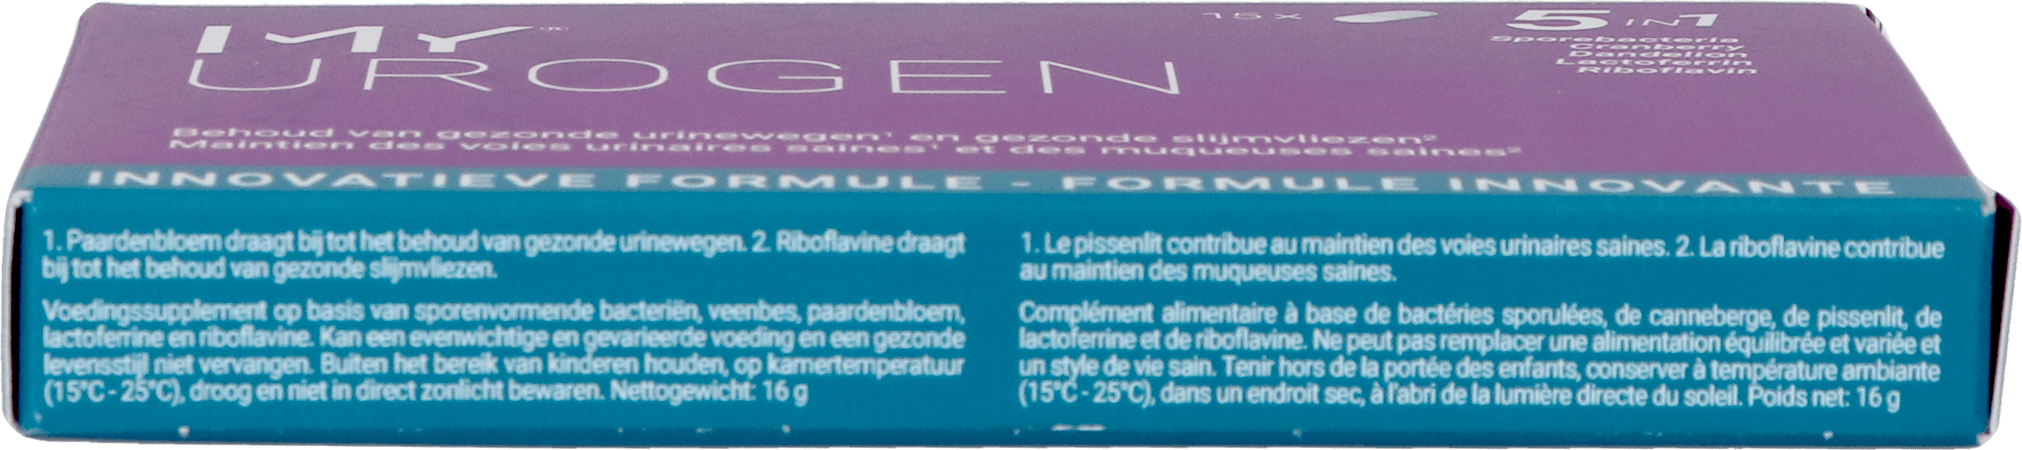 MY®
UROGEN
15x
5 IN 1
Sporebacteria
Cranberry
Dandelion
Lactoferrin
Riboflavin
Behoud van gezonde urinewegen¹ en gezonde slijmvliezen²
Maintien des voies urinaires saines¹ et des muqueuses saines²
INNOVATIEVE FORMULE - FORMULE INNOVANTE
1. Paardenbloem draagt bij tot het behoud van gezonde urinewegen. 2. Riboflavine draagt
bij tot het behoud van gezonde slijmvliezen.
Voedingssupplement op basis van sporenvormende bacteriën, veenbes, paardenbloem,
lactoferrine en riboflavine. Kan een evenwichtige en gevarieerde voeding en een gezonde
levensstijl niet vervangen. Buiten het bereik van kinderen houden, op kamertemperatuur
(15°C - 25°C), droog en niet in direct zonlicht bewaren. Nettogewicht: 16 g
1. Le pissenlit contribue au maintien des voies urinaires saines. 2. La riboflavine contribue
au maintien des muqueuses saines.
Complément alimentaire à base de bactéries sporulées, de canneberge, de pissenlit, de
lactoferrine et de riboflavine. Ne peut pas remplacer une alimentation équilibrée et variée et
un style de vie sain. Tenir hors de la portée des enfants, conserver à température ambiante
(15°C - 25°C), dans un endroit sec, à l'abri de la lumière directe du soleil. Poids net: 16 g